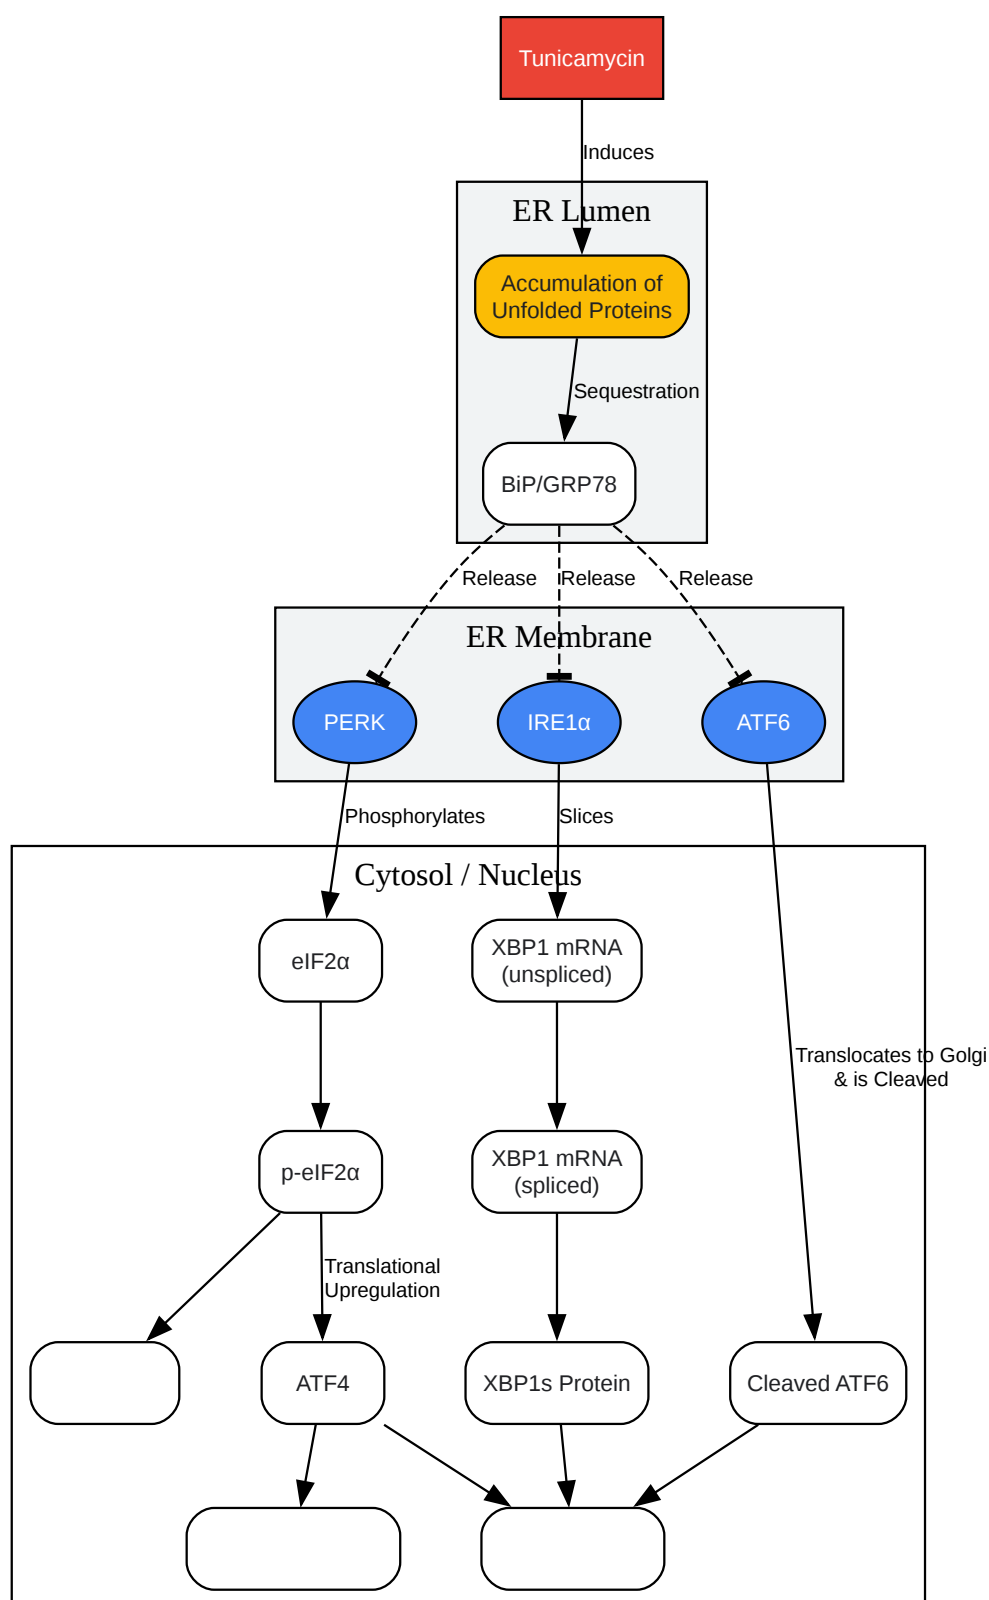 Tunicamycin
Induces
ER Lumen
Accumulation of
Unfolded Proteins
Sequestration
BiP/GRP78
Release
Release
Release
ER Membrane
PERK
IRE1α
ATF6
Phosphorylates
Slices
Cytosol / Nucleus
eIF2α
XBP1 mRNA
(unspliced)
Translocates to Golgi
& is Cleaved
p-eIF2α
XBP1 mRNA
(spliced)
Translational
Upregulation
ATF4
XBP1s Protein
Cleaved ATF6